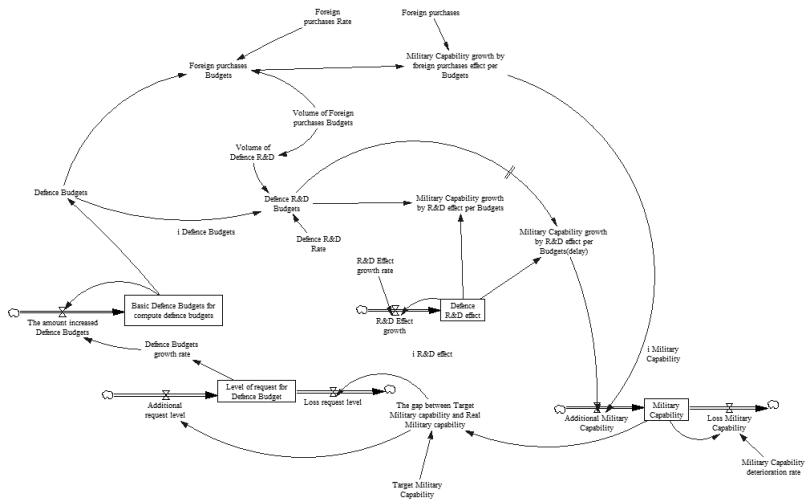 Foreign
purchases Rate
Foreign purchases
Foreign purchases
Budgets
Military Capability growth by
foreign purchases effect per
Budgets
Volume of Foreign
purchases Budgets
Volume of
Defence R&D
Defence Budgets
Defence R&D
Budgets
Military Capability growth
by R&D effect per Budgets
i Defence Budgets
Defence R&D
Rate
Military Capability growth
by R&D effect per
Budgets(delay)
R&D Effect
growth rate
Basic Defence Budgets for
compute defence budgets
Defence
R&D effect
The amount increased
Defence Budgets
R&D Effect
growth
Defence Budgets
growth rate
i R&D effect
i Military
Capability
Level of request for
Defence Budget
Loss request level
Additional
request level
The gap between Target
Military capability and Real
Military capability
Additional Military
Capability
Military
Capability
Loss Military
Capability
Military Capability
deterioration rate
Target Military
Capability